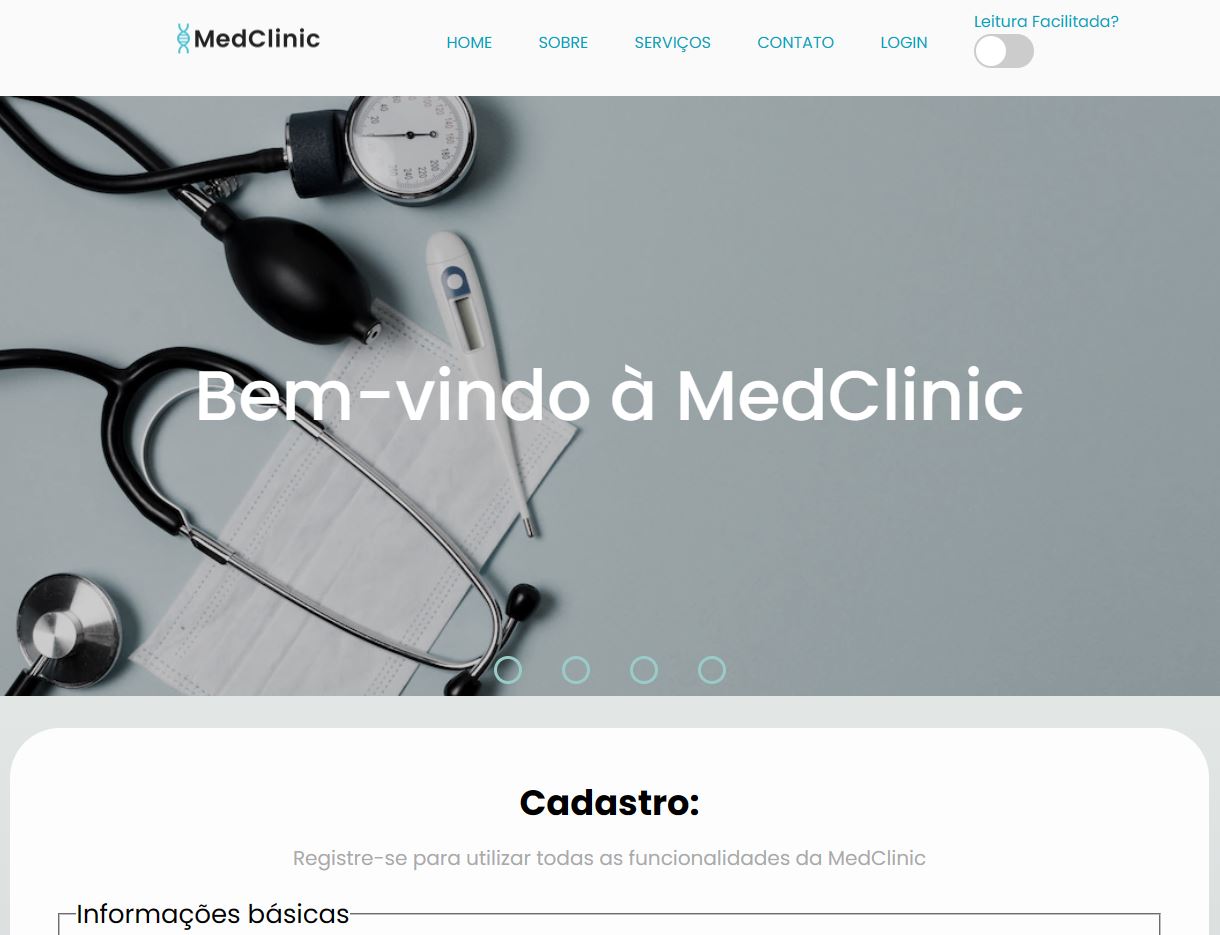 MedClinic
HOME SOBRE SERVIÇOS CONTATO LOGIN
Leitura Facilitada?
Bem-vindo à MedClinic
Cadastro:
Registre-se para utilizar todas as funcionalidades da MedClinic
Informações básicas